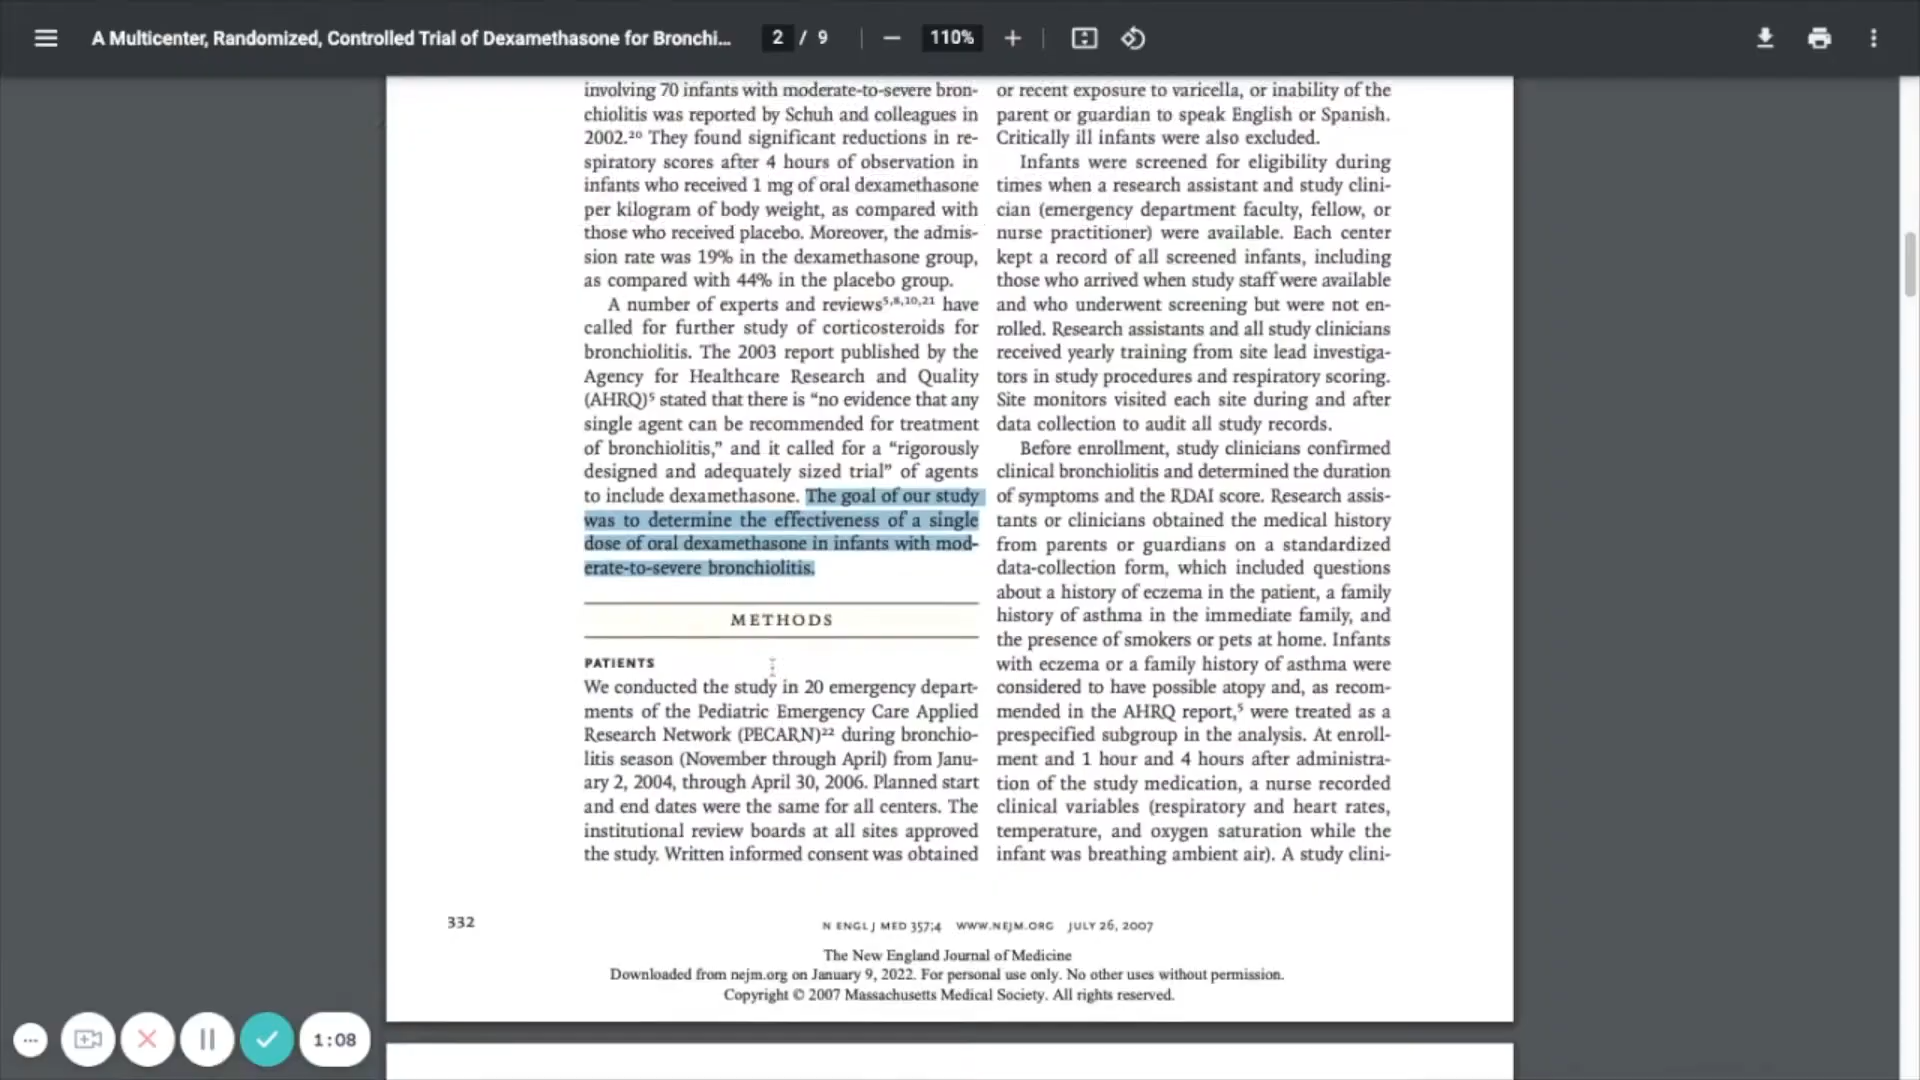 A Multicenter, Randomized, Controlled Trial of Dexamethasone for Bronchi...
2 / 9
110%
involving 70 infants with moderate-to-severe bron-
chiolitis was reported by Schuh and colleagues in
2002.²⁰ They found significant reductions in re-
spiratory scores after 4 hours of observation in
infants who received 1 mg of oral dexamethasone
per kilogram of body weight, as compared with
those who received placebo. Moreover, the admis-
sion rate was 19% in the dexamethasone group,
as compared with 44% in the placebo group.
A number of experts and reviews⁵,⁸,¹⁰,²¹ have
called for further study of corticosteroids for
bronchiolitis. The 2003 report published by the
Agency for Healthcare Research and Quality
(AHRQ)⁵ stated that there is “no evidence that any
single agent can be recommended for treatment
of bronchiolitis,” and it called for a “rigorously
designed and adequately sized trial” of agents
to include dexamethasone. The goal of our study
was to determine the effectiveness of a single
dose of oral dexamethasone in infants with mod-
erate-to-severe bronchiolitis.
METHODS
PATIENTS
We conducted the study in 20 emergency depart-
ments of the Pediatric Emergency Care Applied
Research Network (PECARN)²² during bronchio-
litis season (November through April) from Janu-
ary 2, 2004, through April 30, 2006. Planned start
and end dates were the same for all centers. The
institutional review boards at all sites approved
the study. Written informed consent was obtained
or recent exposure to varicella, or inability of the
parent or guardian to speak English or Spanish.
Critically ill infants were also excluded.
Infants were screened for eligibility during
times when a research assistant and study clini-
cian (emergency department faculty, fellow, or
nurse practitioner) were available. Each center
kept a record of all screened infants, including
those who arrived when study staff were available
and who underwent screening but were not en-
rolled. Research assistants and all study clinicians
received yearly training from site lead investiga-
tors in study procedures and respiratory scoring.
Site monitors visited each site during and after
data collection to audit all study records.
Before enrollment, study clinicians confirmed
clinical bronchiolitis and determined the duration
of symptoms and the RDAI score. Research assis-
tants or clinicians obtained the medical history
from parents or guardians on a standardized
data-collection form, which included questions
about a history of eczema in the patient, a family
history of asthma in the immediate family, and
the presence of smokers or pets at home. Infants
with eczema or a family history of asthma were
considered to have possible atopy and, as recom-
mended in the AHRQ report,⁵ were treated as a
prespecified subgroup in the analysis. At enroll-
ment and 1 hour and 4 hours after administra-
tion of the study medication, a nurse recorded
clinical variables (respiratory and heart rates,
temperature, and oxygen saturation while the
infant was breathing ambient air). A study clini-
332
N ENGL J MED 357;4 WWW.NEJM.ORG JULY 26, 2007
The New England Journal of Medicine
Downloaded from nejm.org on January 9, 2022. For personal use only. No other uses without permission.
Copyright © 2007 Massachusetts Medical Society. All rights reserved.
1:08